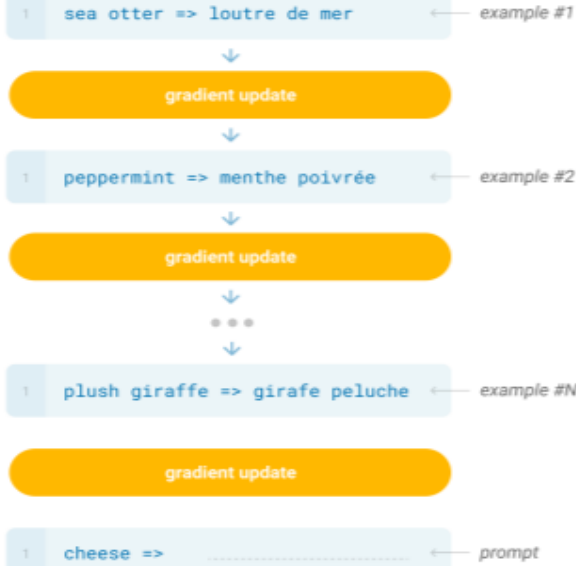 1 sea otter => loutre de mer example #1
gradient update
1 peppermint => menthe poivrée example #2
gradient update
1 plush giraffe => girafe peluche example #N
gradient update
1 cheese => prompt